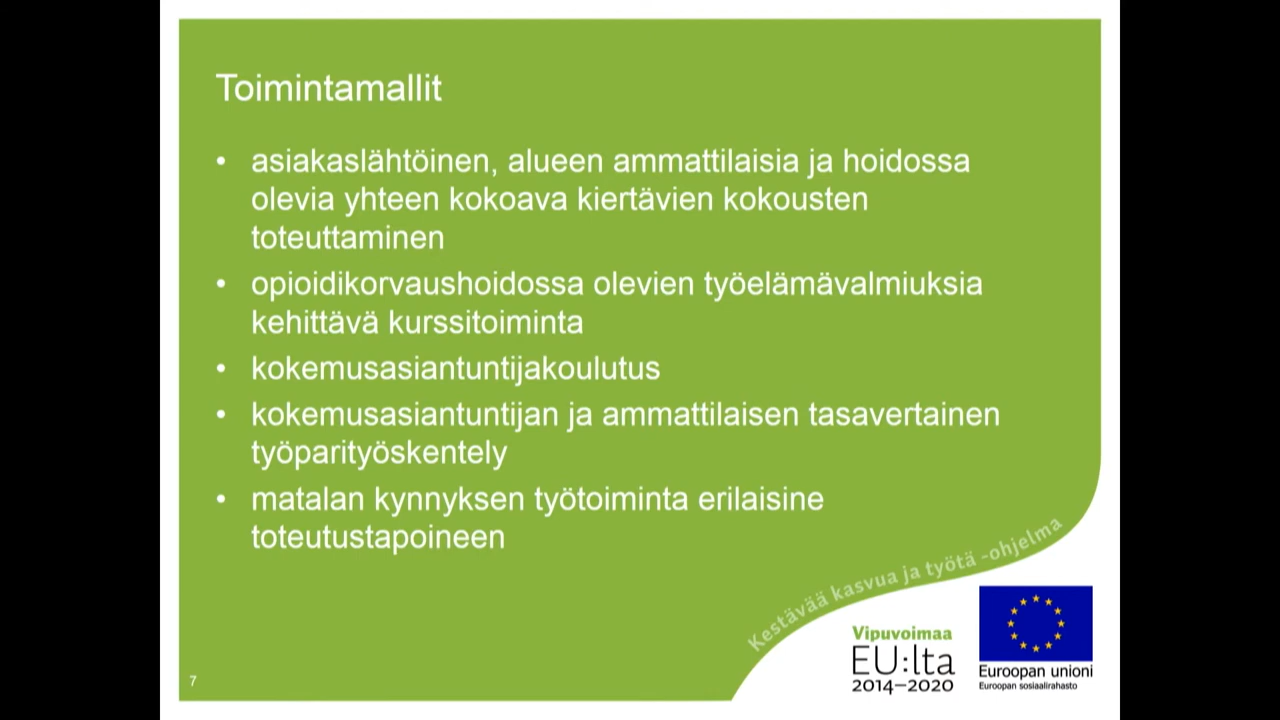 Toimintamallit
• asiakaslähtöinen, alueen ammattilaisia ja hoidossa
olevia yhteen kokoava kiertävien kokousten
toteuttaminen
• opioidikorvaushoidossa olevien työelämävalmiuksia
kehittävä kurssitoiminta
• kokemusasiantuntijakoulutus
• kokemusasiantuntijan ja ammattilaisen tasavertainen
työparityöskentely
• matalan kynnyksen työtoiminta erilaisine
toteutustapoineen
Kestävää kasvua ja työtä -ohjelma
Vipuvoimaa
EU:lta
2014–2020
Euroopan unioni
Euroopan sosiaalirahasto
7